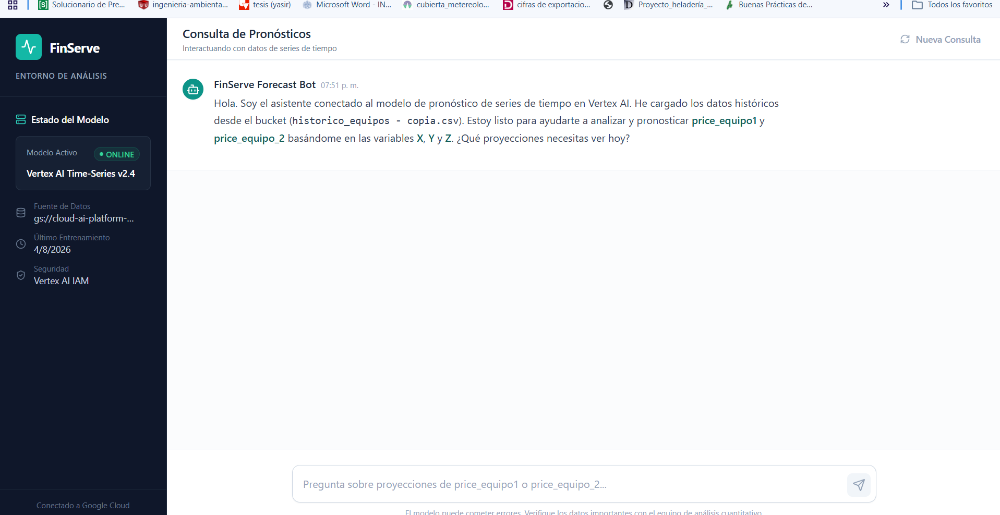 Solucionario de Pre... ingenieria-ambienta... tesis (yasir) Microsoft Word - IN... cubierta_metereolo... cifras de exportacio... Proyecto_heladería_... Buenas Prácticas de... » Todos los favoritos
FinServe
ENTORNO DE ANÁLISIS
Estado del Modelo
Modelo Activo
ONLINE
Vertex AI Time-Series v2.4
Fuente de Datos
gs://cloud-ai-platform-...
Último Entrenamiento
4/8/2026
Seguridad
Vertex AI IAM
Conectado a Google Cloud
Consulta de Pronósticos
Interactuando con datos de series de tiempo
Nueva Consulta
FinServe Forecast Bot 07:51 p. m.
Hola. Soy el asistente conectado al modelo de pronóstico de series de tiempo en Vertex AI. He cargado los datos históricos
desde el bucket (historico_equipos - copia.csv). Estoy listo para ayudarte a analizar y pronosticar price_equipo1 y
price_equipo_2 basándome en las variables X, Y y Z. ¿Qué proyecciones necesitas ver hoy?
Pregunta sobre proyecciones de price_equipo1 o price_equipo_2...
El modelo puede cometer errores. Verifique los datos importantes con el equipo de análisis cuantitativo.